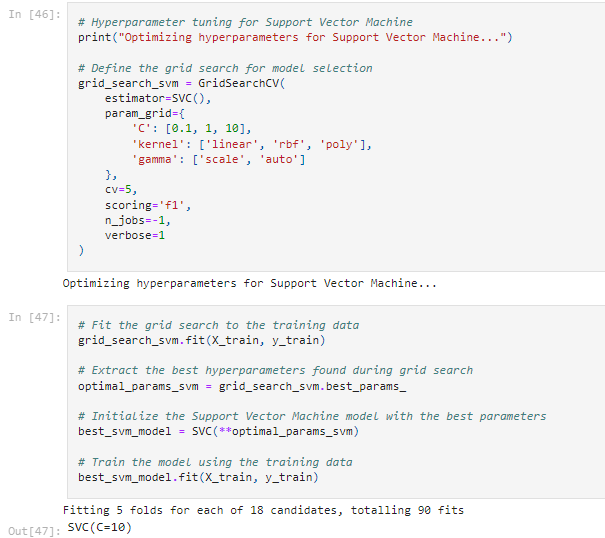 In [46]:
# Hyperparameter tuning for Support Vector Machine
print("Optimizing hyperparameters for Support Vector Machine...")
# Define the grid search for model selection
grid_search_svm = GridSearchCV(
estimator=SVC(),
param_grid={
'C': [0.1, 1, 10],
'kernel': ['linear', 'rbf', 'poly'],
'gamma': ['scale', 'auto']
},
cv=5,
scoring='f1',
n_jobs=-1,
verbose=1
)
Optimizing hyperparameters for Support Vector Machine...
In [47]:
# Fit the grid search to the training data
grid_search_svm.fit(X_train, y_train)
# Extract the best hyperparameters found during grid search
optimal_params_svm = grid_search_svm.best_params_
# Initialize the Support Vector Machine model with the best parameters
best_svm_model = SVC(**optimal_params_svm)
# Train the model using the training data
best_svm_model.fit(X_train, y_train)
Fitting 5 folds for each of 18 candidates, totalling 90 fits
Out[47]: SVC(C=10)